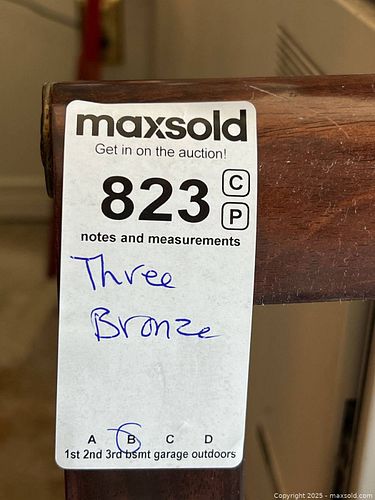 maxsold
Get in on the auction!
823 C
P
notes and measurements
Three
Bronze
A B C D
1st 2nd 3rd bsmt garage outdoors
Copyright 2025 - maxsold.com